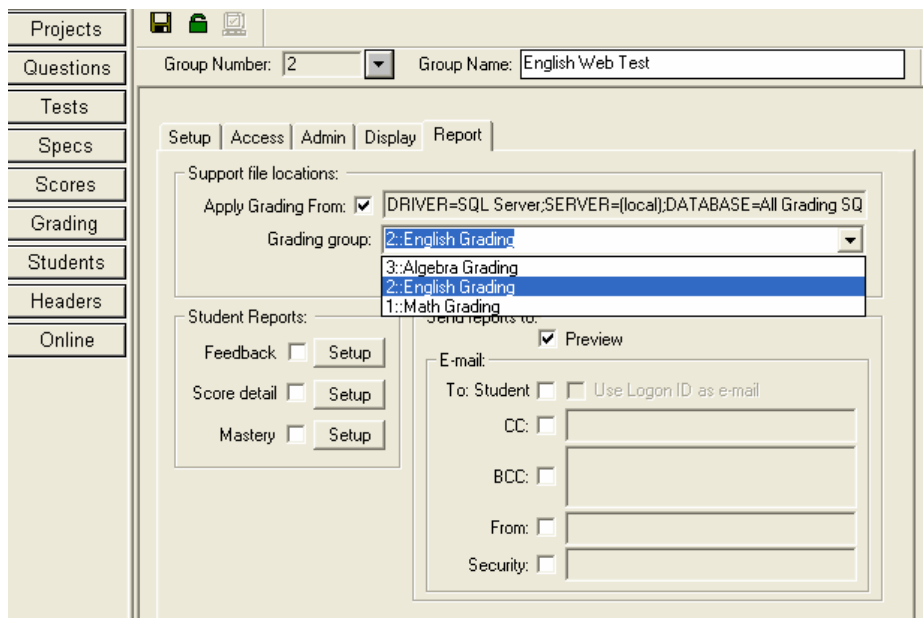 Projects
Questions
Tests
Specs
Scores
Grading
Students
Headers
Online
Group Number: 2 Group Name: English Web Test
Setup Access Admin Display Report
Support file locations:
Apply Grading From: DRIVER=SQL Server;SERVER=(local);DATABASE=All Grading SQ
Grading group: 2::English Grading
3::Algebra Grading
2::English Grading
1::Math Grading
Student Reports:
Feedback Setup
Score detail Setup
Mastery Setup
Send reports to:
Preview
E-mail:
To: Student Use Logon ID as e-mail
CC:
BCC:
From:
Security: